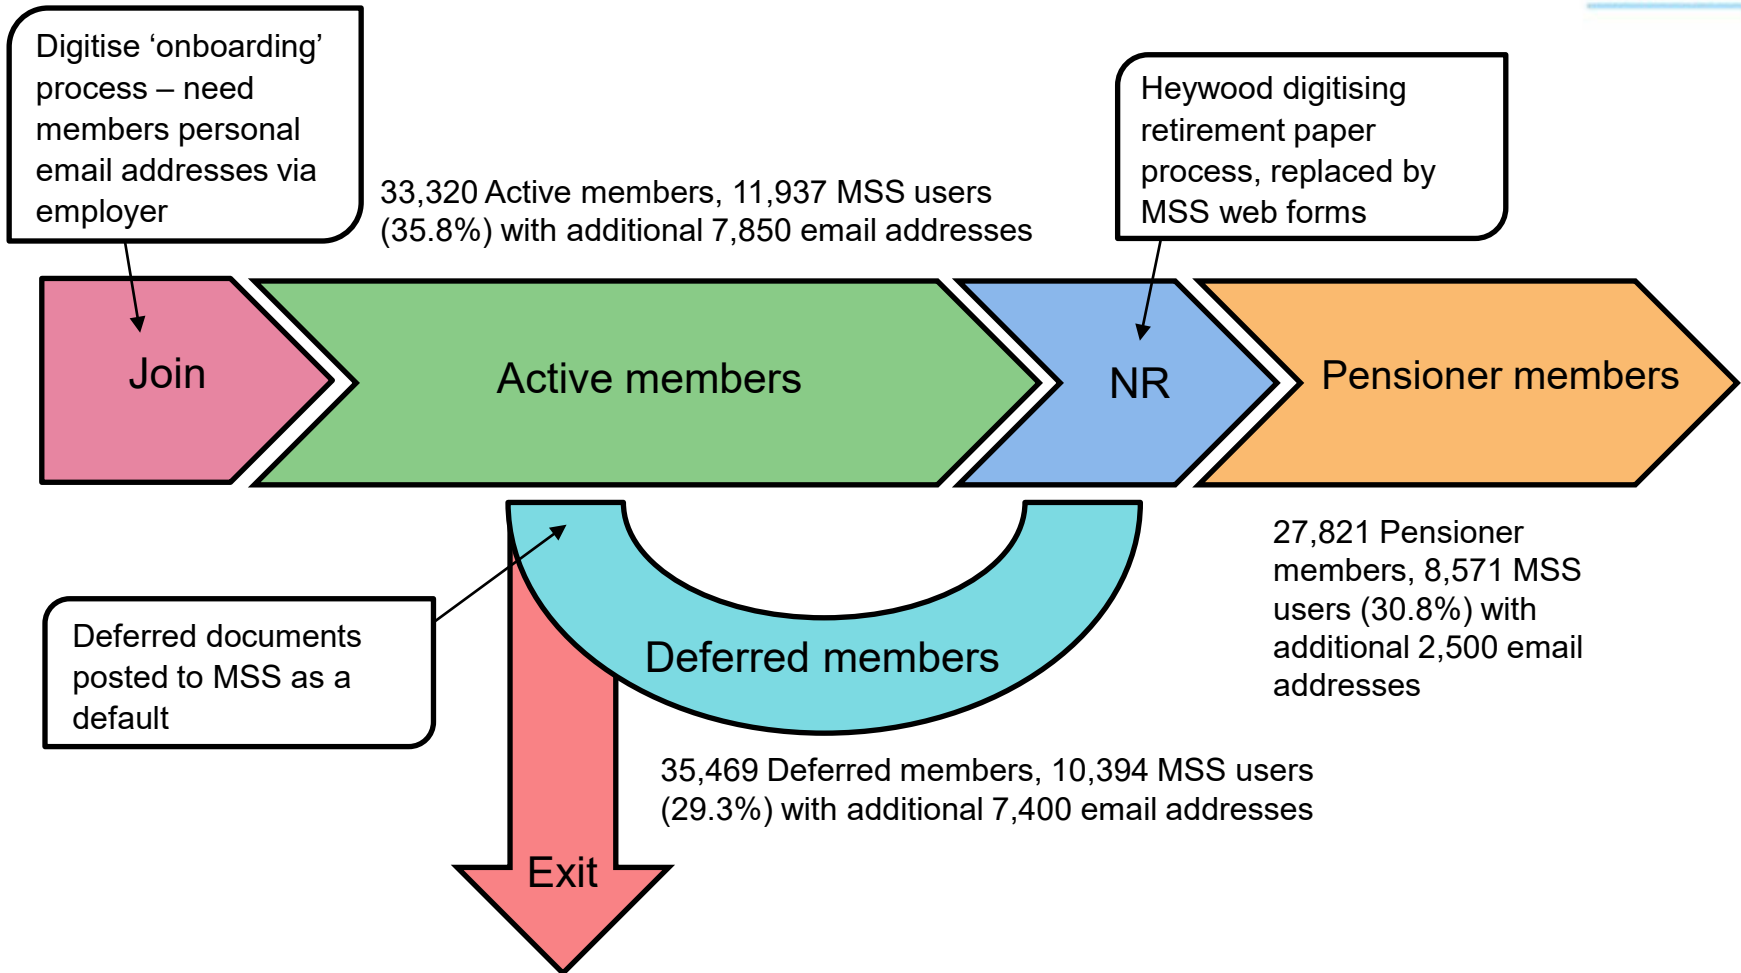 Digitise ‘onboarding’
process – need
members personal
email addresses via
employer
33,320 Active members, 11,937 MSS users
(35.8%) with additional 7,850 email addresses
Heywood digitising
retirement paper
process, replaced by
MSS web forms
Join
Active members
NR
Pensioner members
Deferred documents
posted to MSS as a
default
Deferred members
27,821 Pensioner
members, 8,571 MSS
users (30.8%) with
additional 2,500 email
addresses
35,469 Deferred members, 10,394 MSS users
(29.3%) with additional 7,400 email addresses
Exit